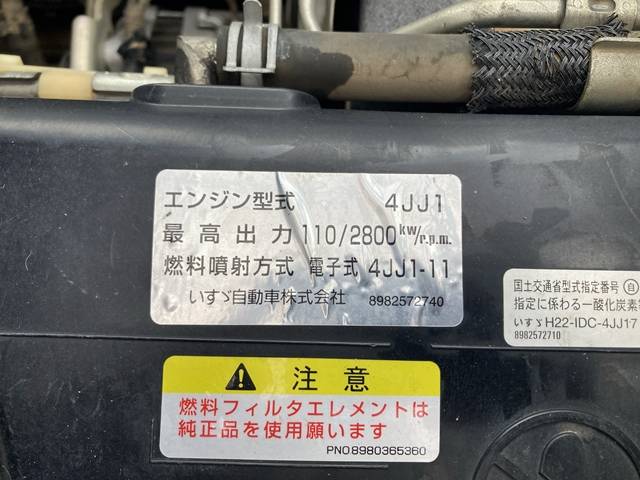 エンジン型式 4JJ1
最高出力 110/2800kW/r.p.m.
燃料噴射方式 電子式 4JJ1-11
いすゞ自動車株式会社 8982572740
国土交通省型式指定番号 自
指定に係わる一酸化炭素
いすゞH22-IDC-4JJ17
8982572710
注意
燃料フィルタエレメントは
純正品を使用願います
PNO8980365360